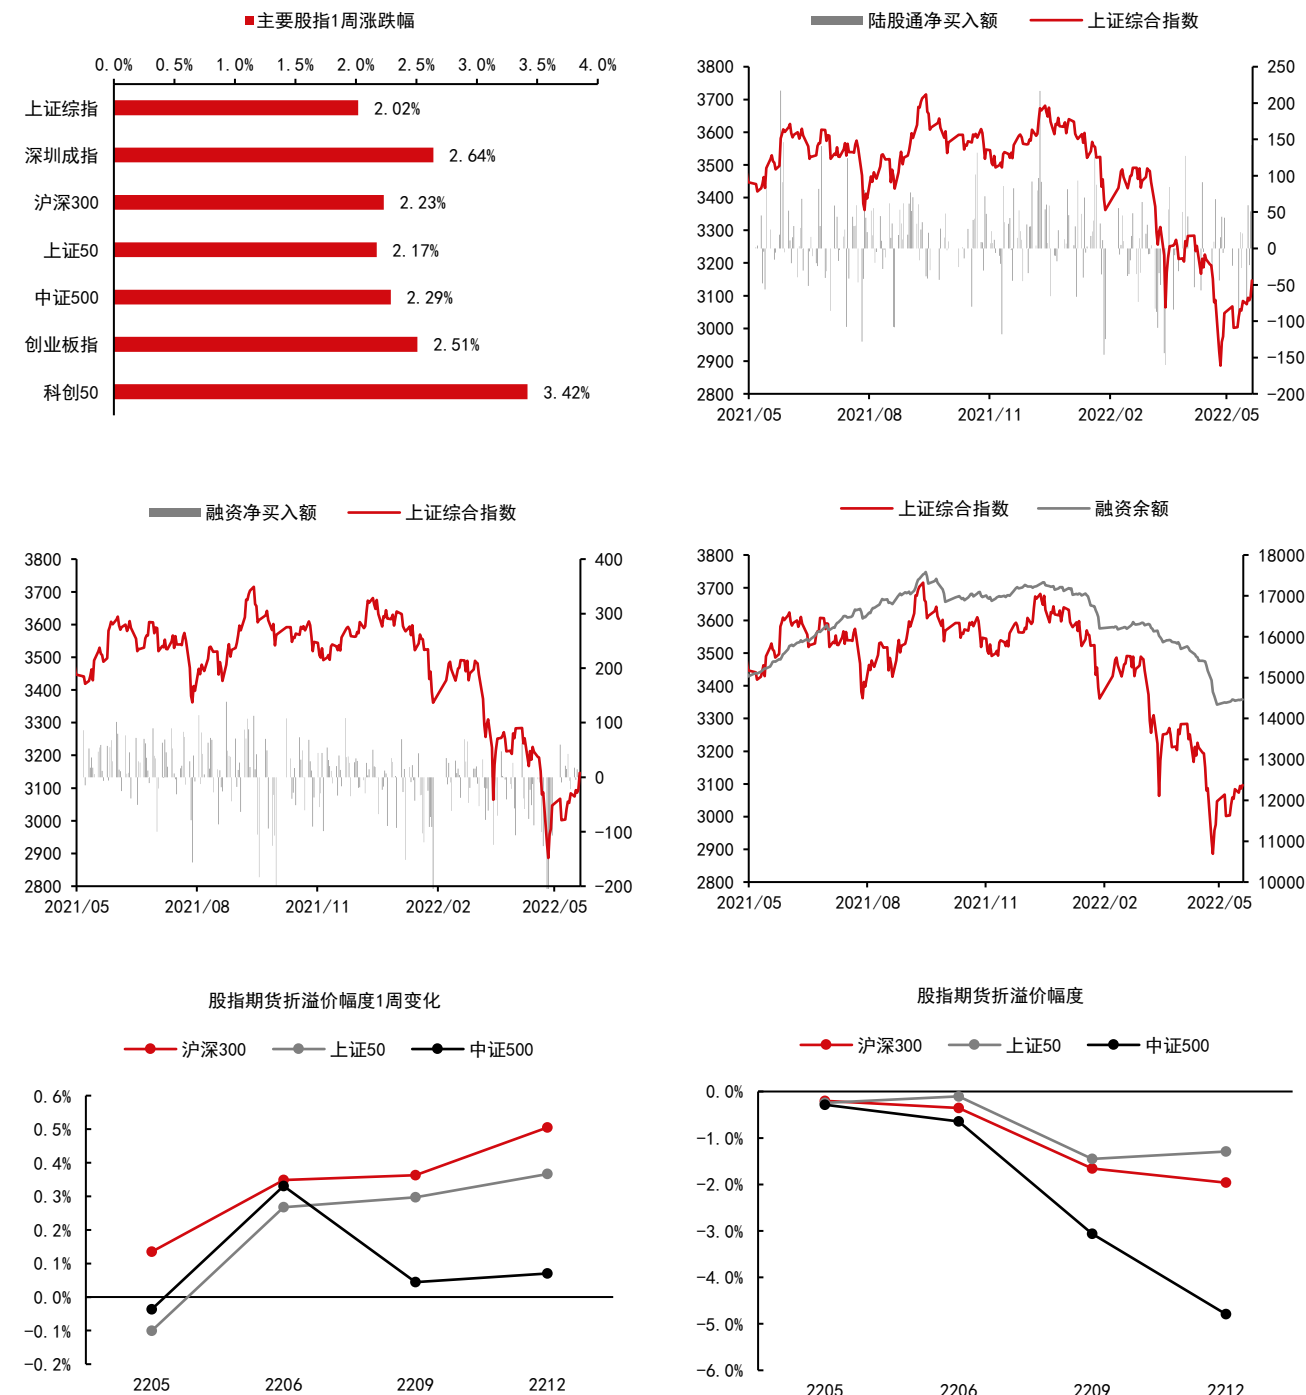 主要股指1周涨跌幅
0.0% 0.5% 1.0% 1.5% 2.0% 2.5% 3.0% 3.5% 4.0%
上证综指 2.02%
深圳成指 2.64%
沪深300 2.23%
上证50 2.17%
中证500 2.29%
创业板指 2.51%
科创50 3.42%
陆股通净买入额 上证综合指数
3800 250
3700 200
3600 150
3500 100
3400 50
3300 0
3200 -50
3100 -100
3000 -150
2900 -200
2800
2021/05 2021/08 2021/11 2022/02 2022/05
融资净买入额 上证综合指数
3800 400
3700 300
3600 200
3500 100
3400 0
3300 -100
3200 -200
3100
3000
2900
2800
2021/05 2021/08 2021/11 2022/02 2022/05
上证综合指数 融资余额
3800 18000
3700 17000
3600 16000
3500 15000
3400 14000
3300 13000
3200 12000
3100 11000
3000 10000
2900
2800
2021/05 2021/08 2021/11 2022/02 2022/05
股指期货折溢价幅度1周变化
沪深300 上证50 中证500
0.6%
0.5%
0.4%
0.3%
0.2%
0.1%
0.0%
-0.1%
-0.2%
2205 2206 2209 2212
股指期货折溢价幅度
沪深300 上证50 中证500
0.0%
-1.0%
-2.0%
-3.0%
-4.0%
-5.0%
-6.0%
2205 2206 2209 2212